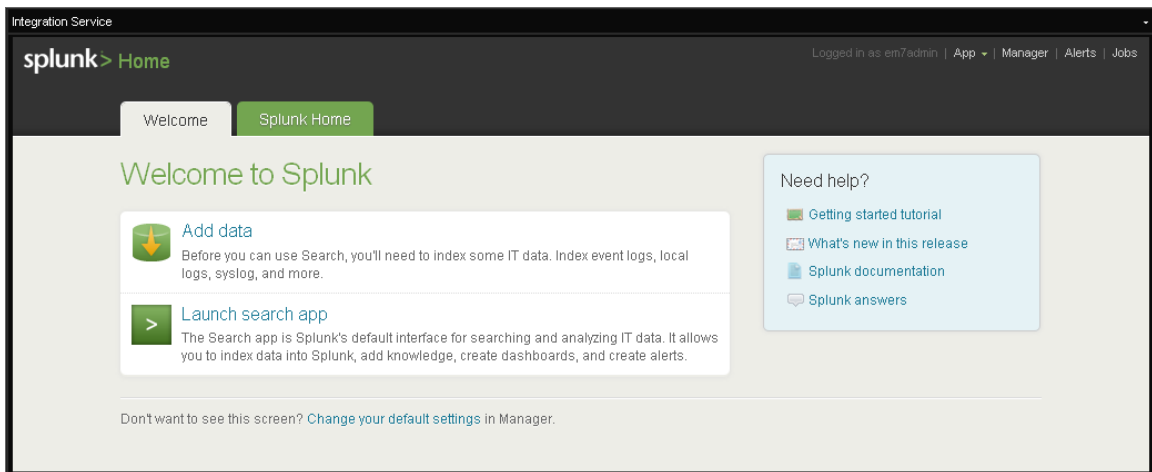 Integration Service
splunk> Home
Logged in as em7admin | App | Manager | Alerts | Jobs
Welcome
Splunk Home
Welcome to Splunk
Add data
Before you can use Search, you'll need to index some IT data. Index event logs, local
logs, syslog, and more.
>
Launch search app
The Search app is Splunk's default interface for searching and analyzing IT data. It allows
you to index data into Splunk, add knowledge, create dashboards, and create alerts.
Need help?
Getting started tutorial
What's new in this release
Splunk documentation
Splunk answers
Don't want to see this screen? Change your default settings in Manager.